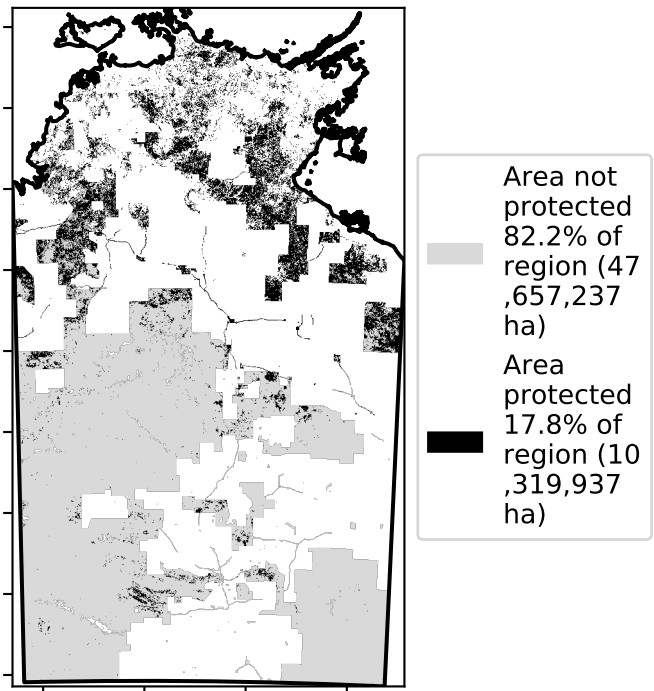 Area not
protected
82.2% of
region (47
,657,237
ha)
Area
protected
17.8% of
region (10
,319,937
ha)